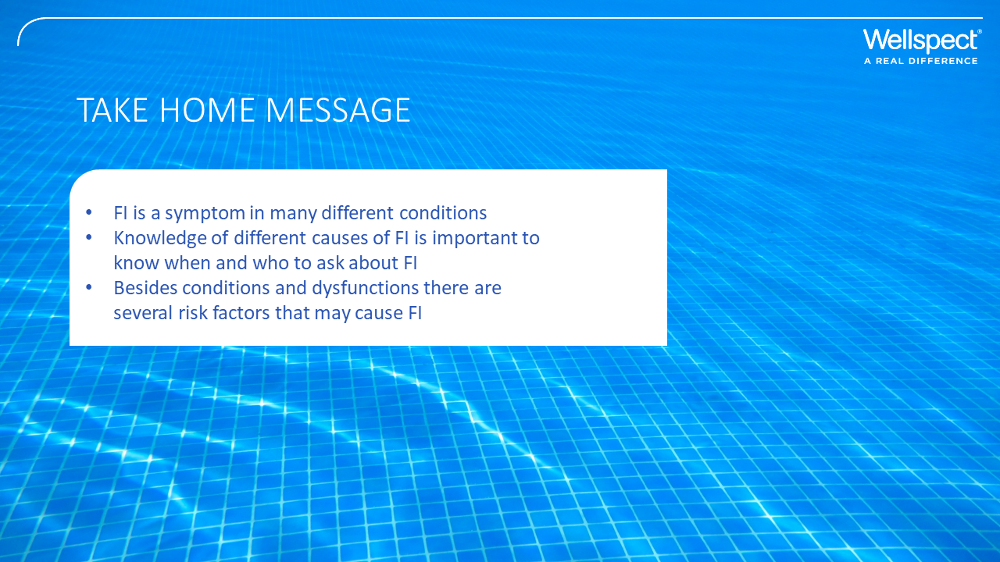 Wellspect®
A REAL DIFFERENCE
TAKE HOME MESSAGE
• FI is a symptom in many different conditions
• Knowledge of different causes of FI is important to
know when and who to ask about FI
• Besides conditions and dysfunctions there are
several risk factors that may cause FI